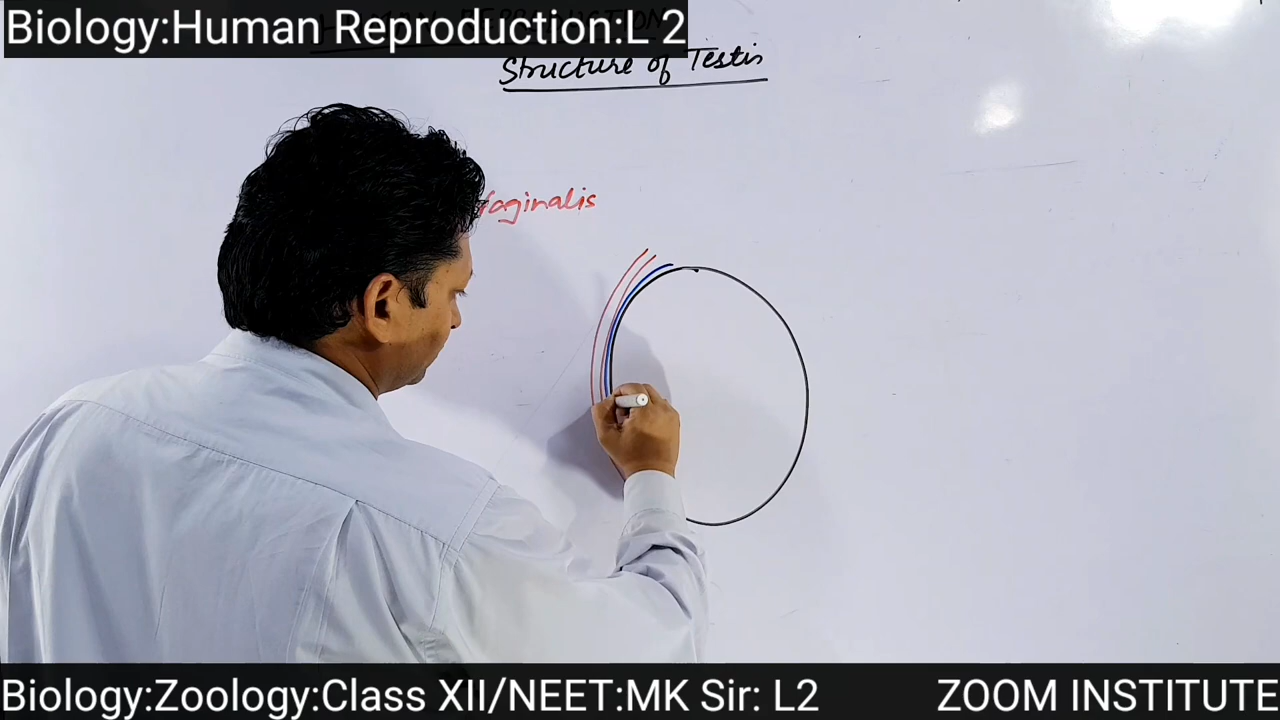 Biology:Human Reproduction:L 2
Structure of Testis
Vaginalis
Biology:Zoology:Class XII/NEET:MK Sir: L2
ZOOM INSTITUTE